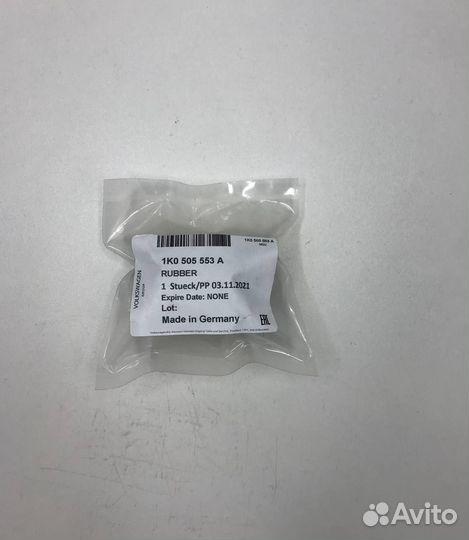 1K0 505 553 A
1K0 505 553 A
RUBBER
1 Stueck/PP 03.11.2021
Expire Date: NONE
Lot:
Made in Germany
EAC
VOLKSWAGEN
Avito